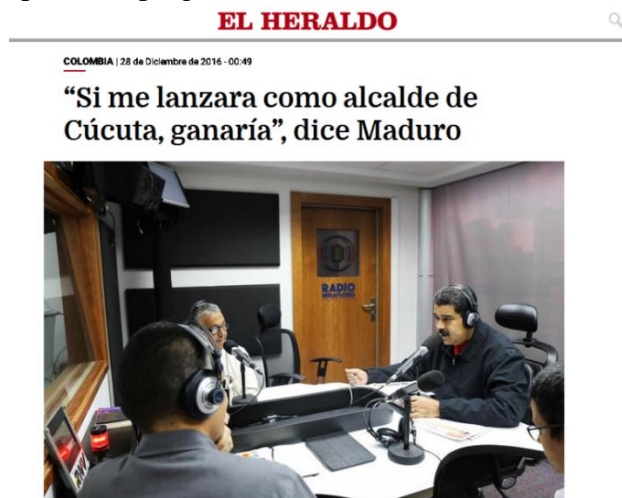 EL HERALDO
COLOMBIA | 28 de Diciembre de 2016 - 00:49
“Si me lanzara como alcalde de
Cúcuta, ganaría”, dice Maduro
RADIO
MIRAFLORES